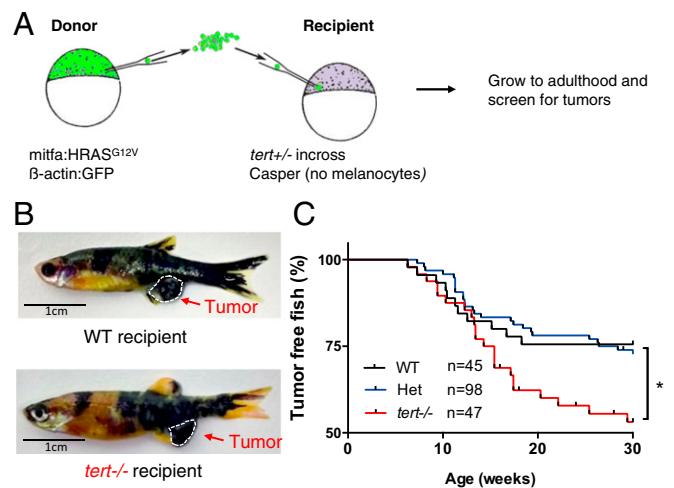 A
Donor
Recipient
mitfa:HRASG12V
ß-actin:GFP
tert+/- incross
Casper (no melanocytes)
Grow to adulthood and
screen for tumors
B
1cm
Tumor
WT recipient
1cm
Tumor
tert-/- recipient
C
Tumor free fish (%)
100
75
50
WT n=45
Het n=98
tert-/- n=47
*
0 10 20 30
Age (weeks)